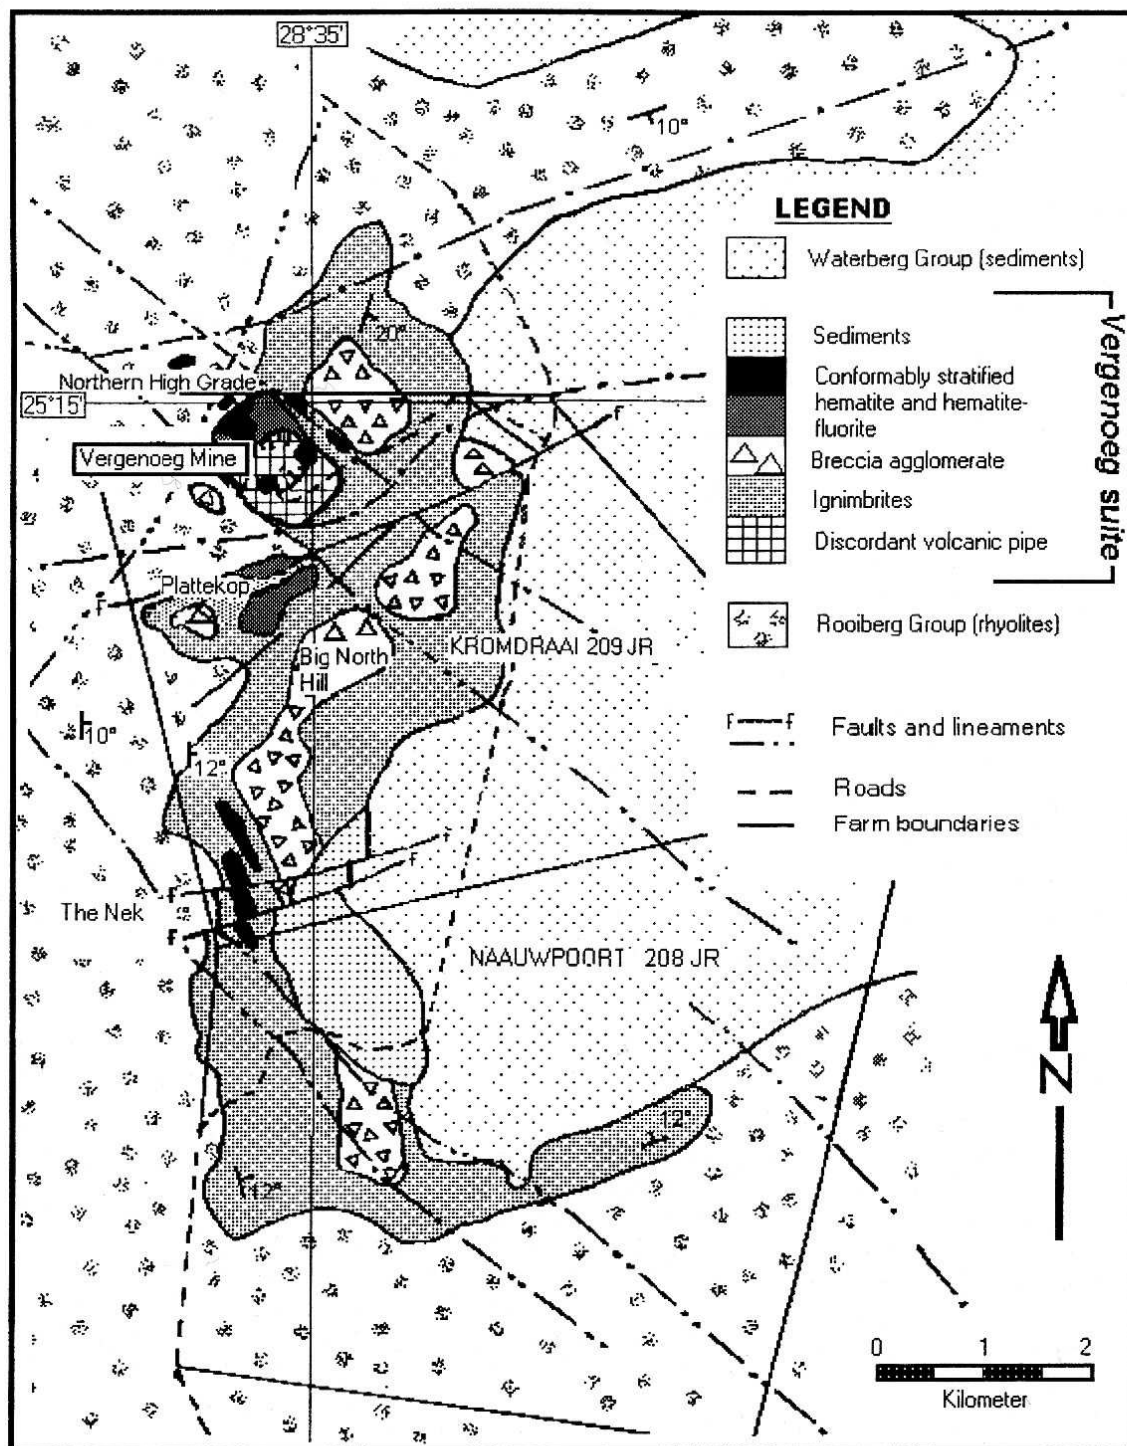 28°35'
10°
LEGEND
Waterberg Group (sediments)
20°
Sediments
Northern High Grade
Conformably stratified
hematite and hematite-
fluorite
25°15'
F
Vergenoeg Mine
Breccia agglomerate
Ignimbrites
Discordant volcanic pipe
Vergenoeg suite
Plattekop
F
Rooiberg Group (rhyolites)
Big North
Hill
KROMDRAAI 209 JR
10°
12°
F F
Faults and lineaments
Roads
Farm boundaries
F
F
F
The Nek
F
NAAUWPOORT 208 JR
N
12°
12°
0 1 2
Kilometer